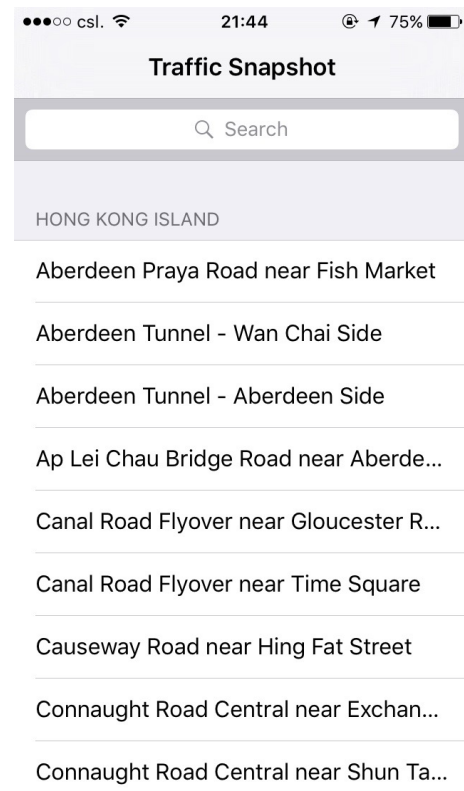 csl. 21:44 75%
Traffic Snapshot
Search
HONG KONG ISLAND
Aberdeen Praya Road near Fish Market
Aberdeen Tunnel - Wan Chai Side
Aberdeen Tunnel - Aberdeen Side
Ap Lei Chau Bridge Road near Aberde...
Canal Road Flyover near Gloucester R...
Canal Road Flyover near Time Square
Causeway Road near Hing Fat Street
Connaught Road Central near Exchan...
Connaught Road Central near Shun Ta...